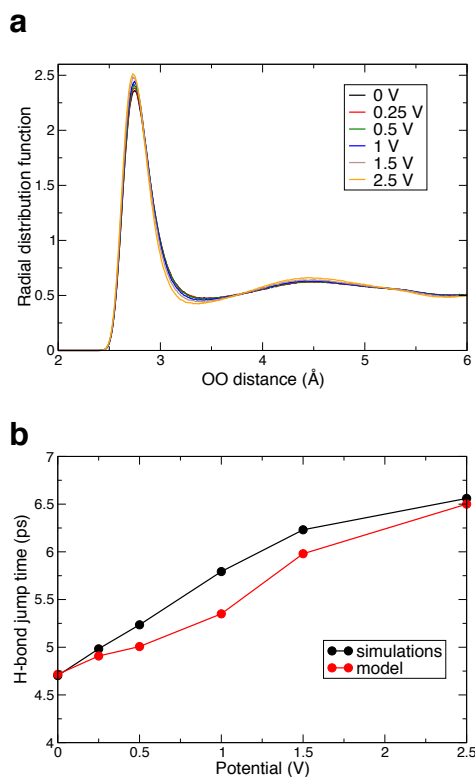 a
Radial distribution function
2.5
2
1.5
1
0.5
0
0 V
0.25 V
0.5 V
1 V
1.5 V
2.5 V
2 3 4 5 6
OO distance (Å)
b
H-bond jump time (ps)
7
6.5
6
5.5
5
4.5
4
simulations
model
0 0.5 1 1.5 2 2.5
Potential (V)